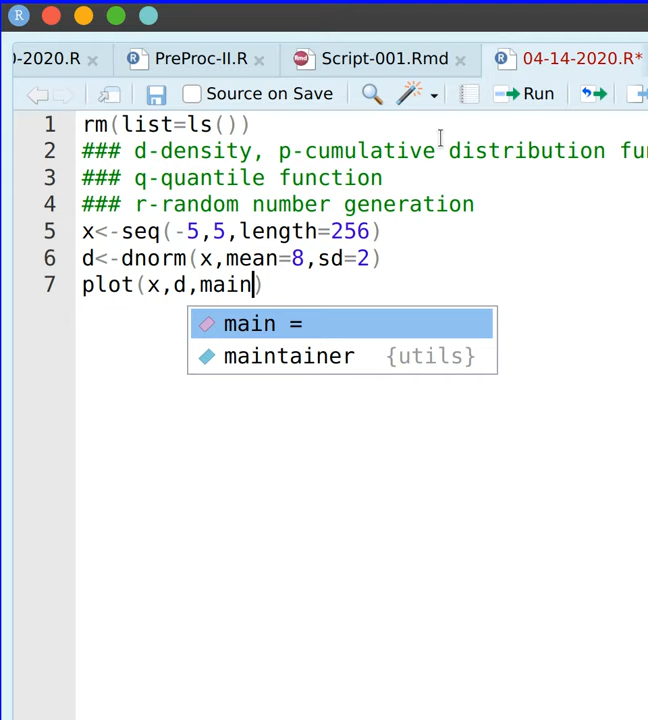 R
0-2020.R × PreProc-II.R × Script-001.Rmd × 04-14-2020.R*
Source on Save Run
1 rm(list=ls())
2 ### d-density, p-cumulative distribution fu
3 ### q-quantile function
4 ### r-random number generation
5 x<-seq(-5,5,length=256)
6 d<-dnorm(x,mean=8,sd=2)
7 plot(x,d,main)
main =
maintainer {utils}